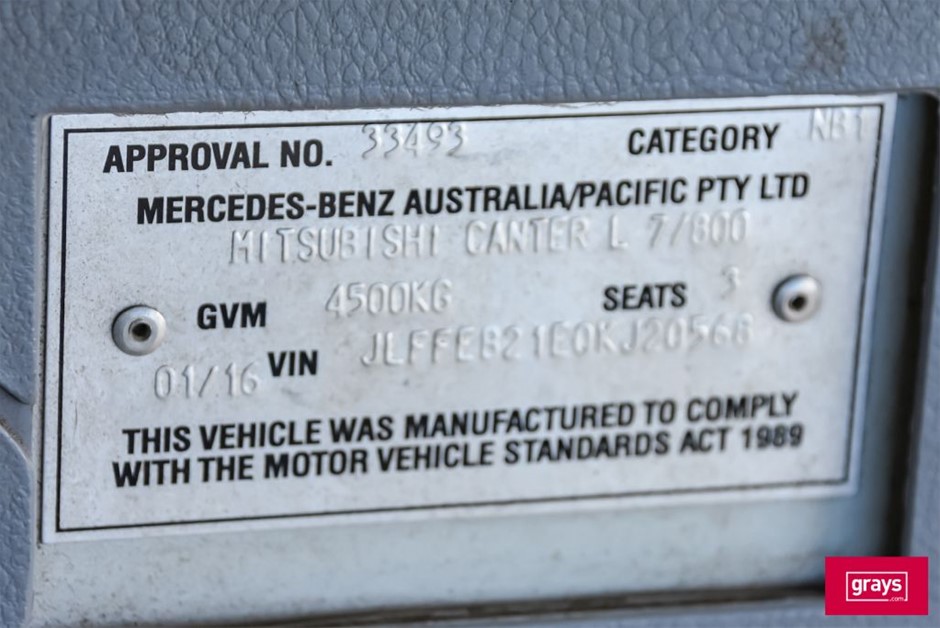 APPROVAL NO. 33493 CATEGORY NB1
MERCEDES-BENZ AUSTRALIA/PACIFIC PTY LTD
MITSUBISHI CANTER L 7/800
GVM 4500KG SEATS 3
01/16 VIN JLFFEB21E0KJ20568
THIS VEHICLE WAS MANUFACTURED TO COMPLY
WITH THE MOTOR VEHICLE STANDARDS ACT 1989
grays
.com